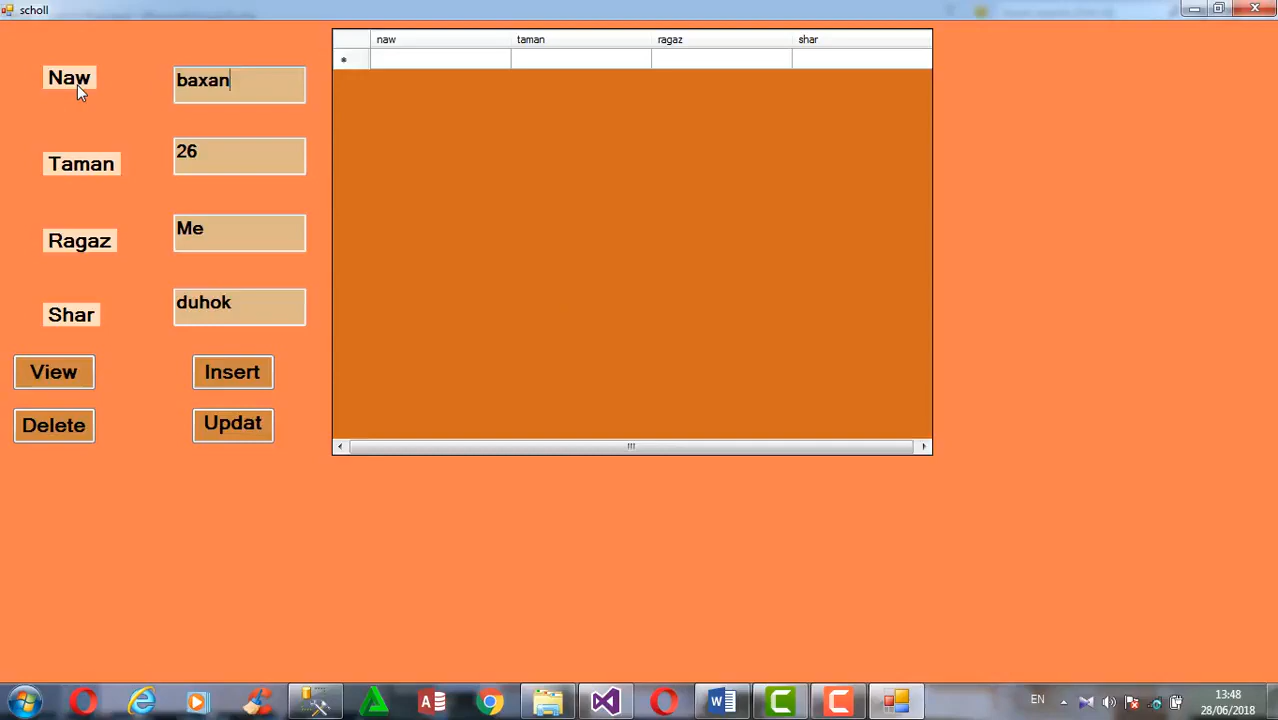 scholl
naw taman ragaz shar
Naw baxan
Taman 26
Ragaz Me
Shar duhok
View Insert
Delete Updat
EN
13:48
28/06/2018